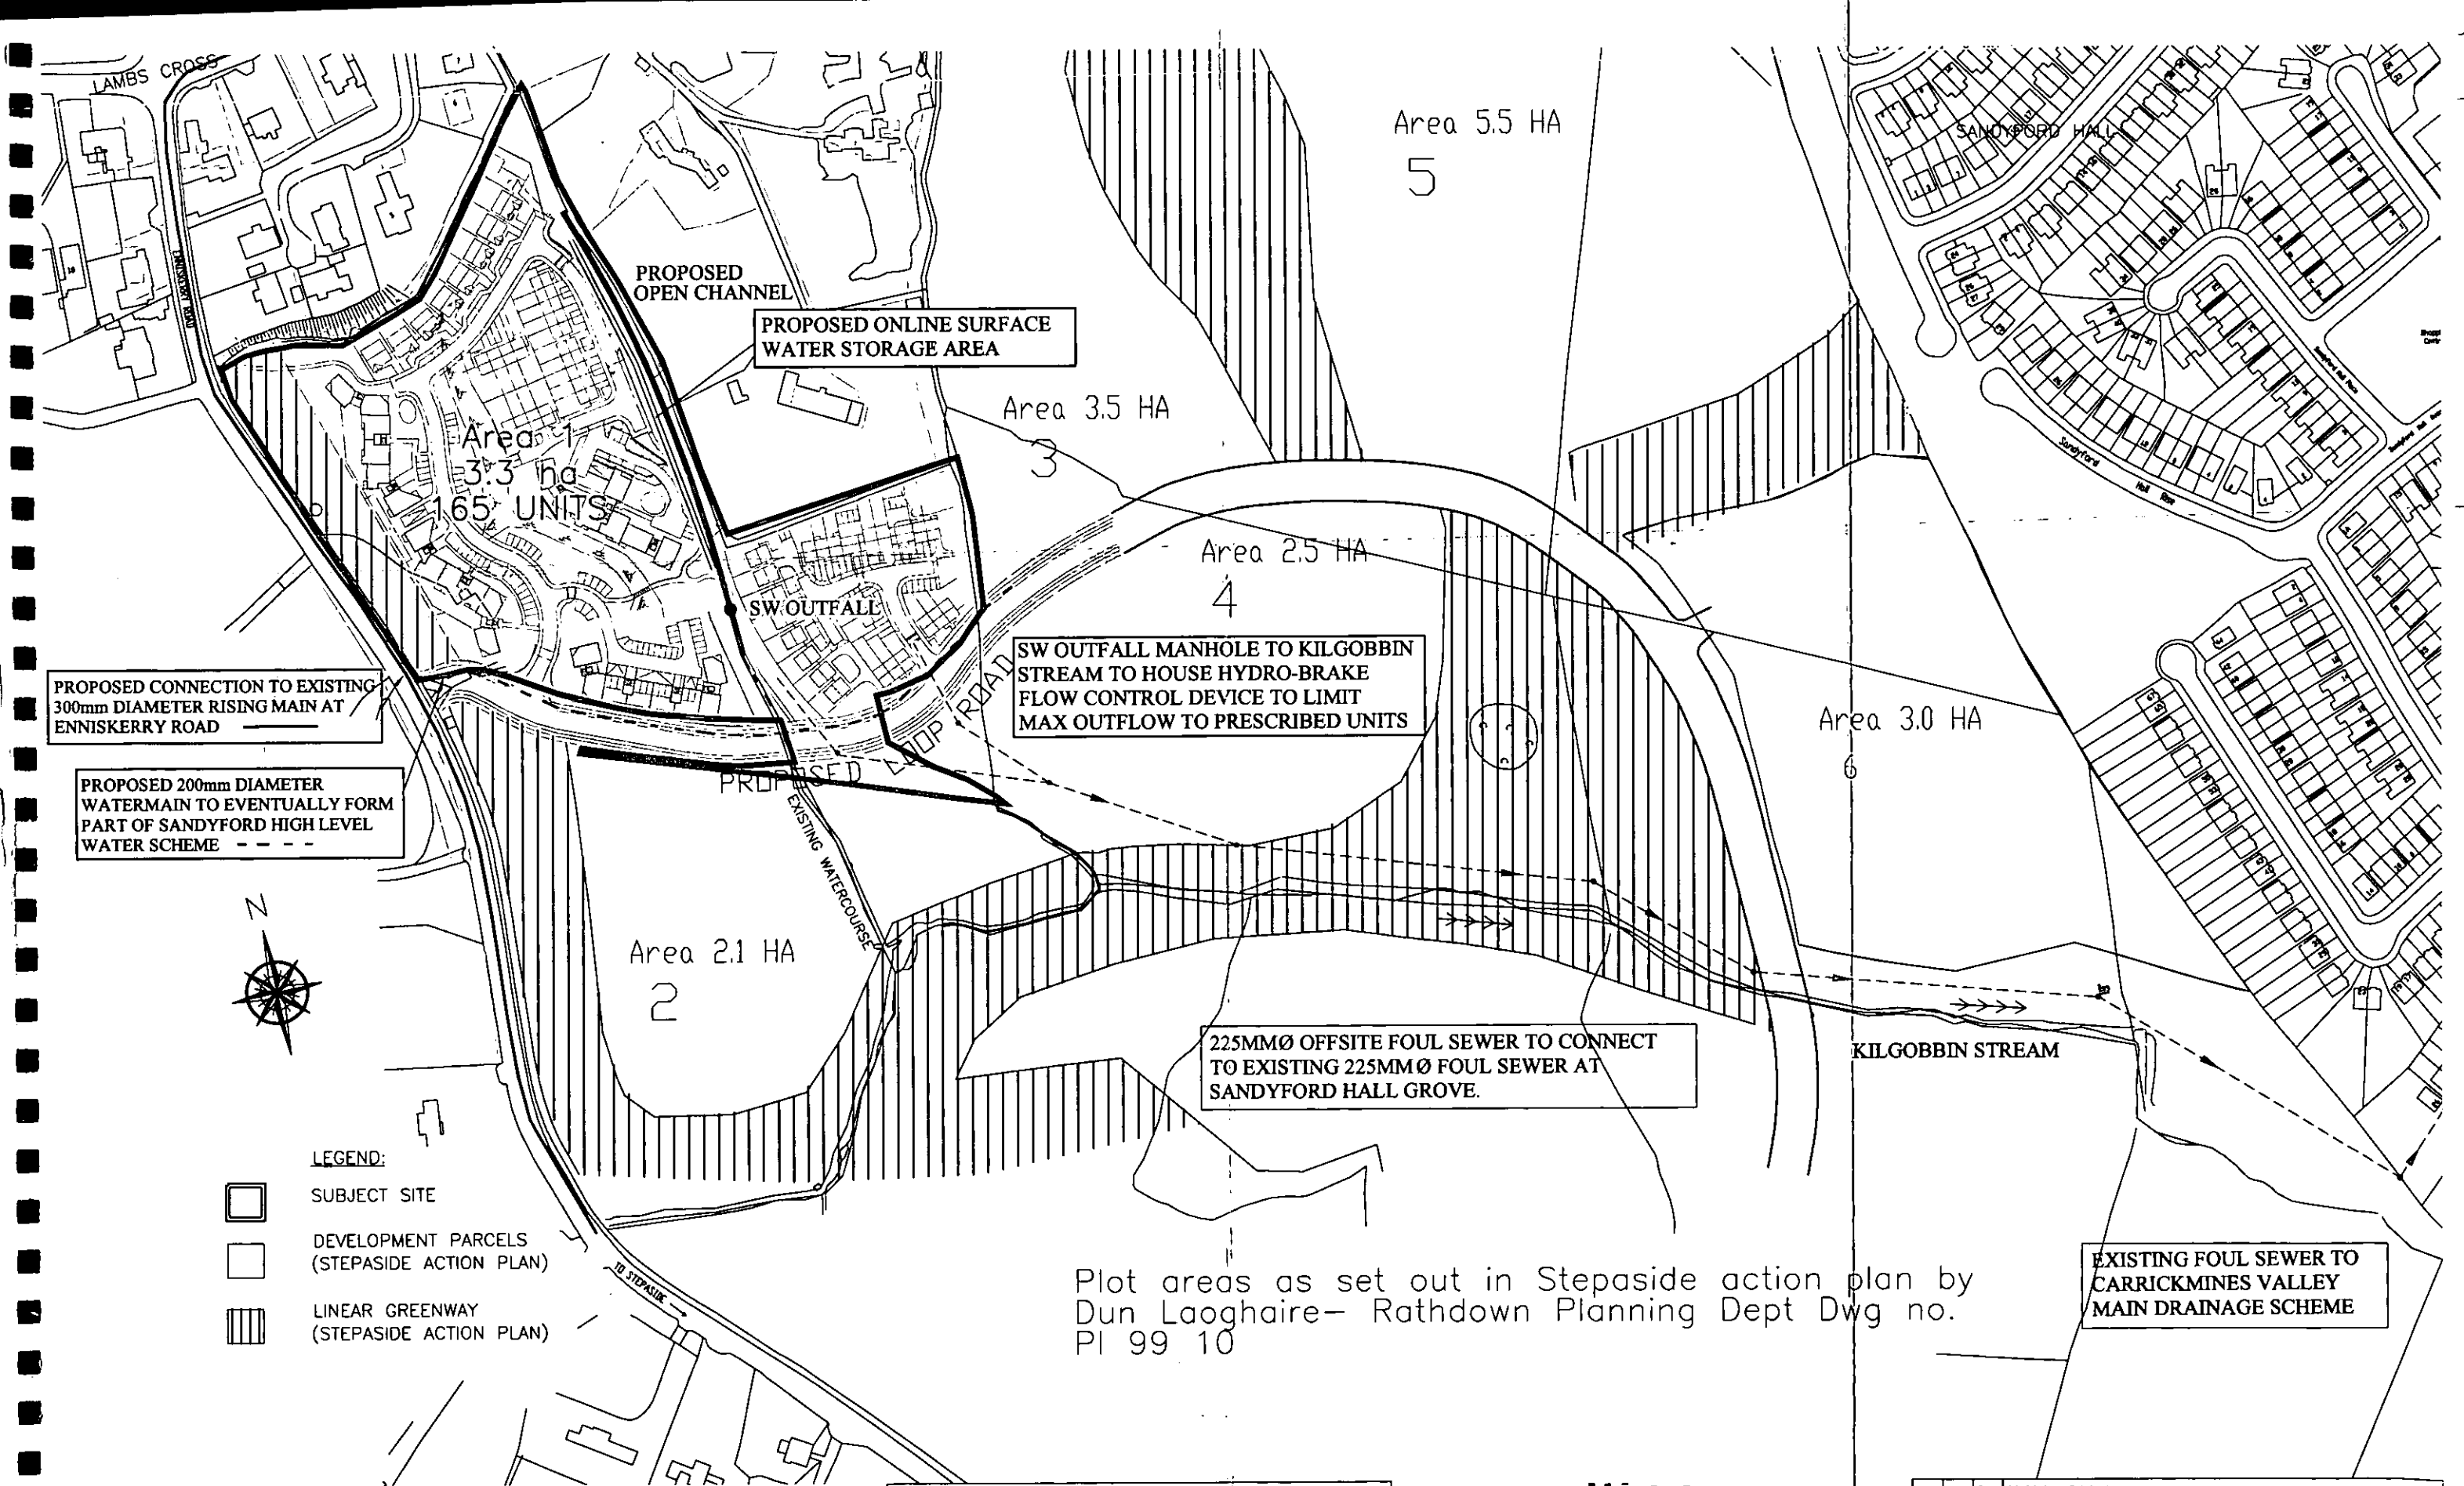 LAMBS CROSS
ENNISKERRY ROAD
Area 5.5 HA
5
SANDYFORD HALL
PROPOSED
OPEN CHANNEL
PROPOSED ONLINE SURFACE
WATER STORAGE AREA
Area 3.5 HA
3
Area 1
3.3 ha
165 UNITS
Sandyford Hall Rise
Area 2.5 HA
4
SW OUTFALL
SW OUTFALL MANHOLE TO KILGOBBIN
STREAM TO HOUSE HYDRO-BRAKE
FLOW CONTROL DEVICE TO LIMIT
MAX OUTFLOW TO PRESCRIBED UNITS
PROPOSED CONNECTION TO EXISTING
300mm DIAMETER RISING MAIN AT
ENNISKERRY ROAD
PROPOSED 200mm DIAMETER
WATERMAIN TO EVENTUALLY FORM
PART OF SANDYFORD HIGH LEVEL
WATER SCHEME
PROPOSED LOOP ROAD
Area 3.0 HA
6
EXISTING WATERCOURSE
N
Area 2.1 HA
2
225MMØ OFFSITE FOUL SEWER TO CONNECT
TO EXISTING 225MMØ FOUL SEWER AT
SANDYFORD HALL GROVE.
KILGOBBIN STREAM
LEGEND:
SUBJECT SITE
DEVELOPMENT PARCELS
(STEPASIDE ACTION PLAN)
LINEAR GREENWAY
(STEPASIDE ACTION PLAN)
TO STEPASIDE
Plot areas as set out in Stepaside action plan by
Dun Laoghaire- Rathdown Planning Dept Dwg no.
Pl 99 10
EXISTING FOUL SEWER TO
CARRICKMINES VALLEY
MAIN DRAINAGE SCHEME